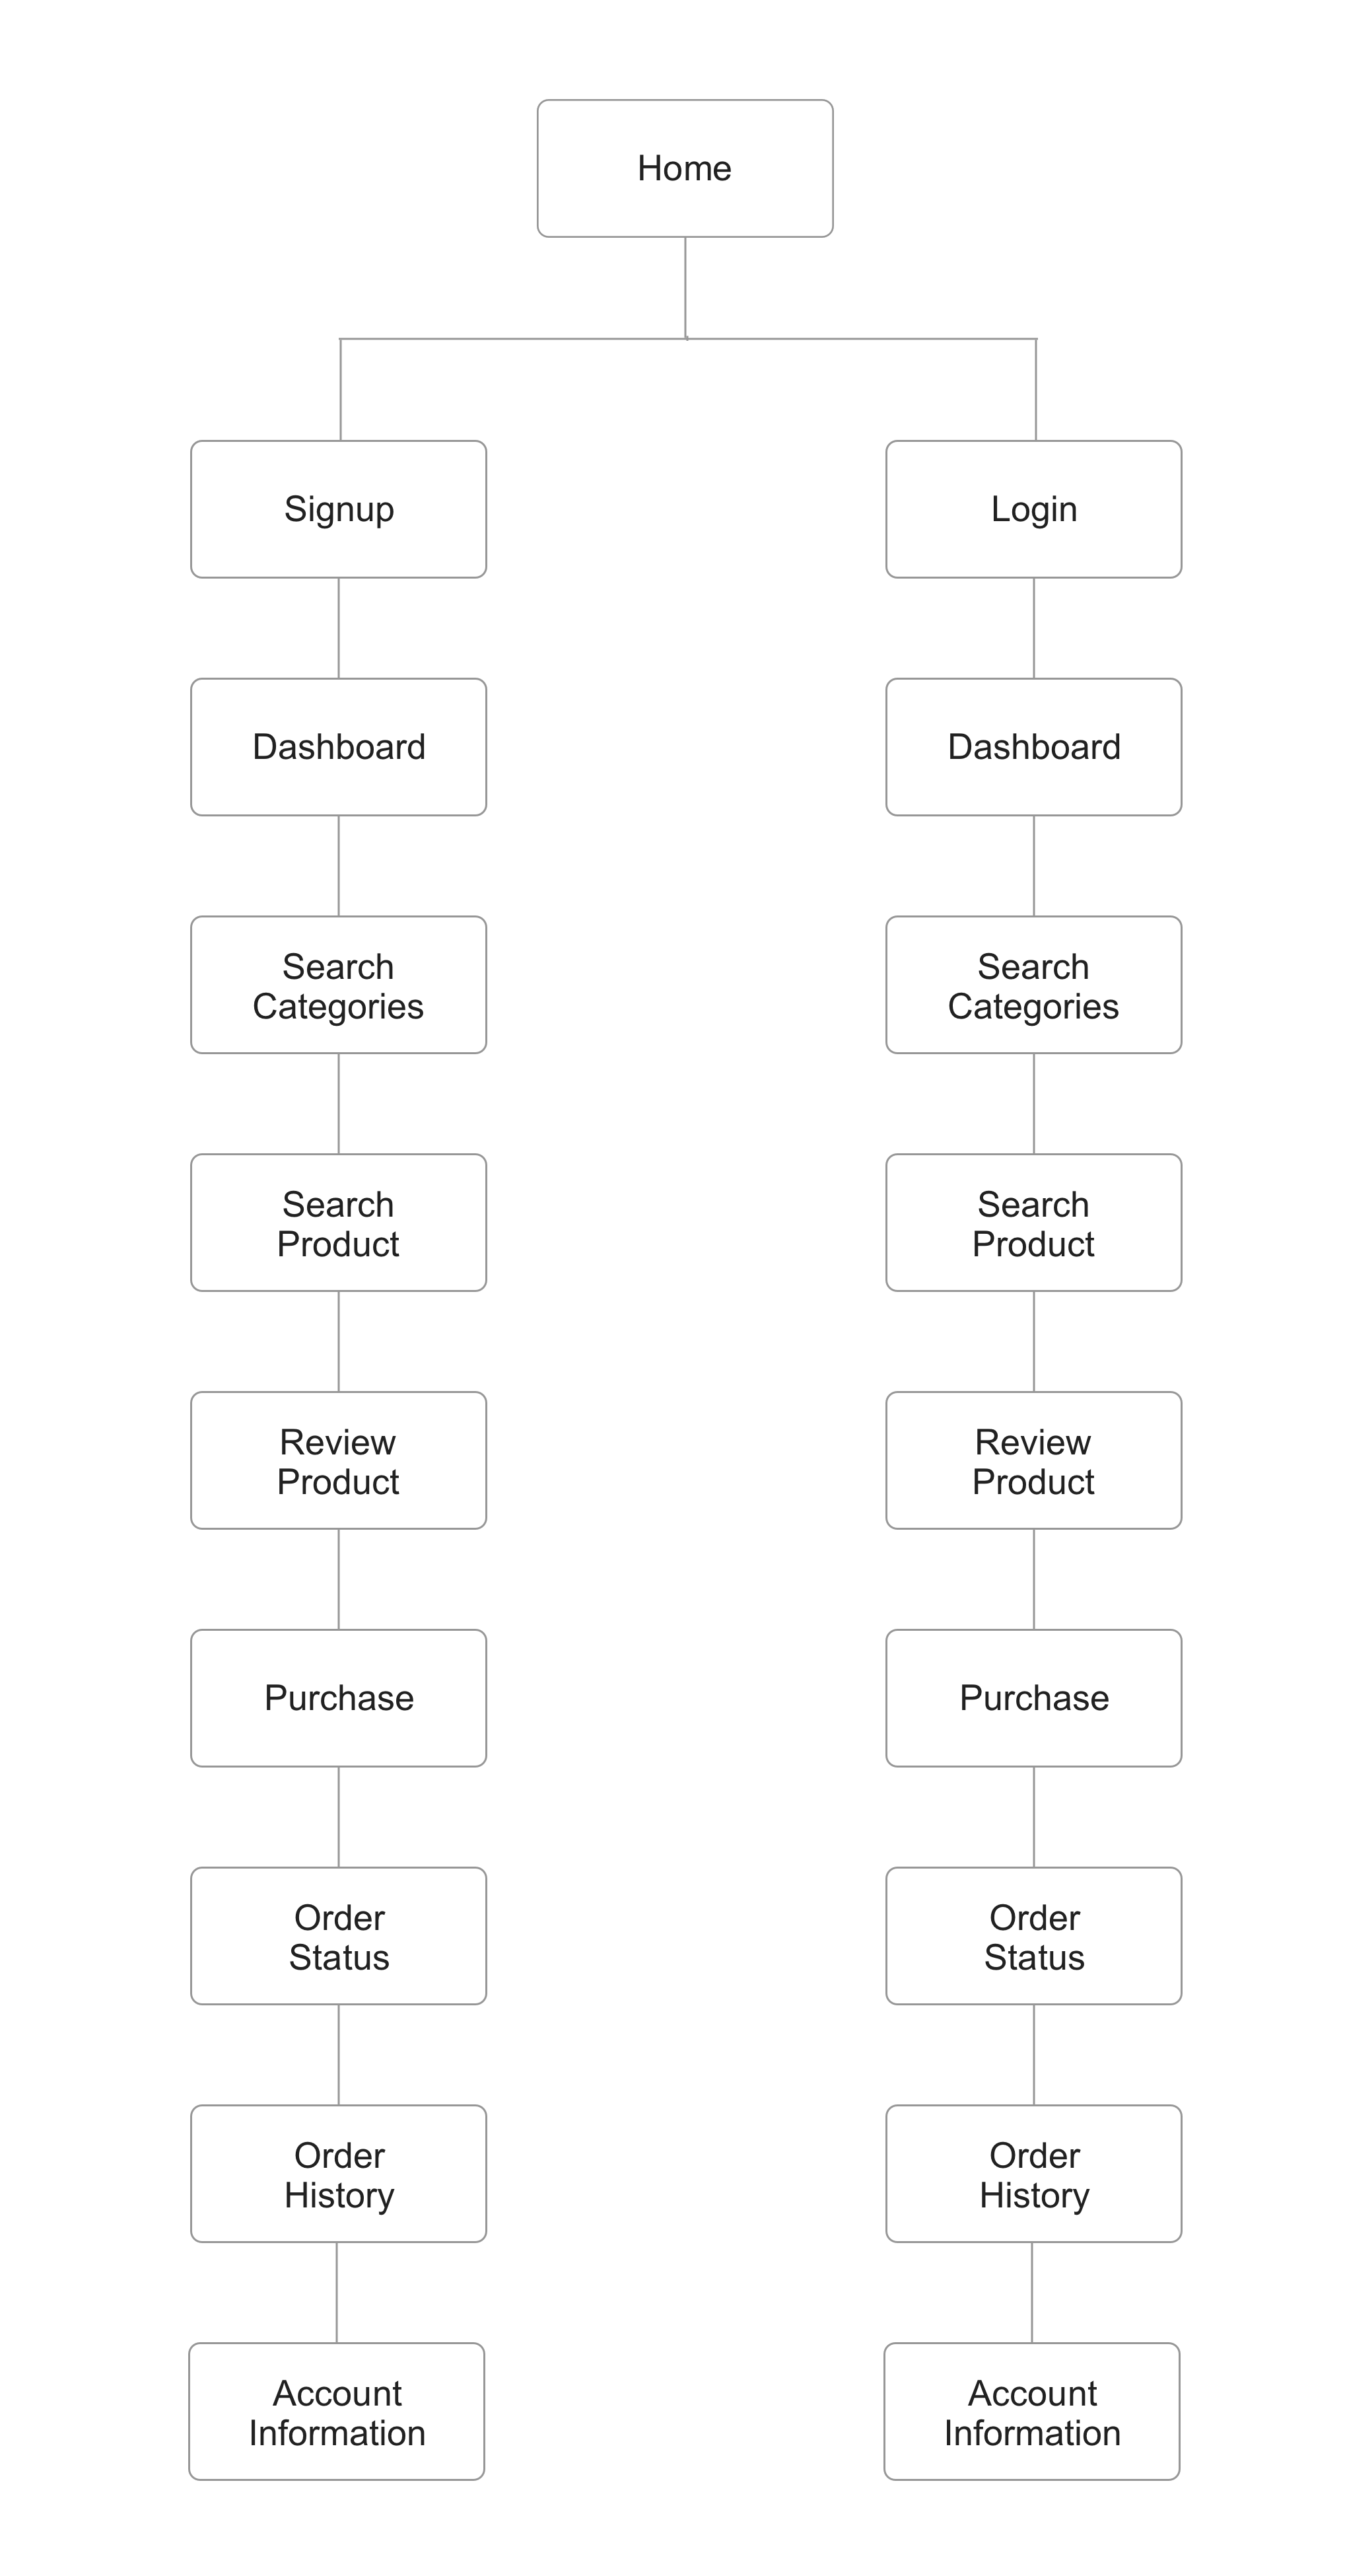 Home
Signup
Login
Dashboard
Dashboard
Search
Categories
Search
Categories
Search
Product
Search
Product
Review
Product
Review
Product
Purchase
Purchase
Order
Status
Order
Status
Order
History
Order
History
Account
Information
Account
Information